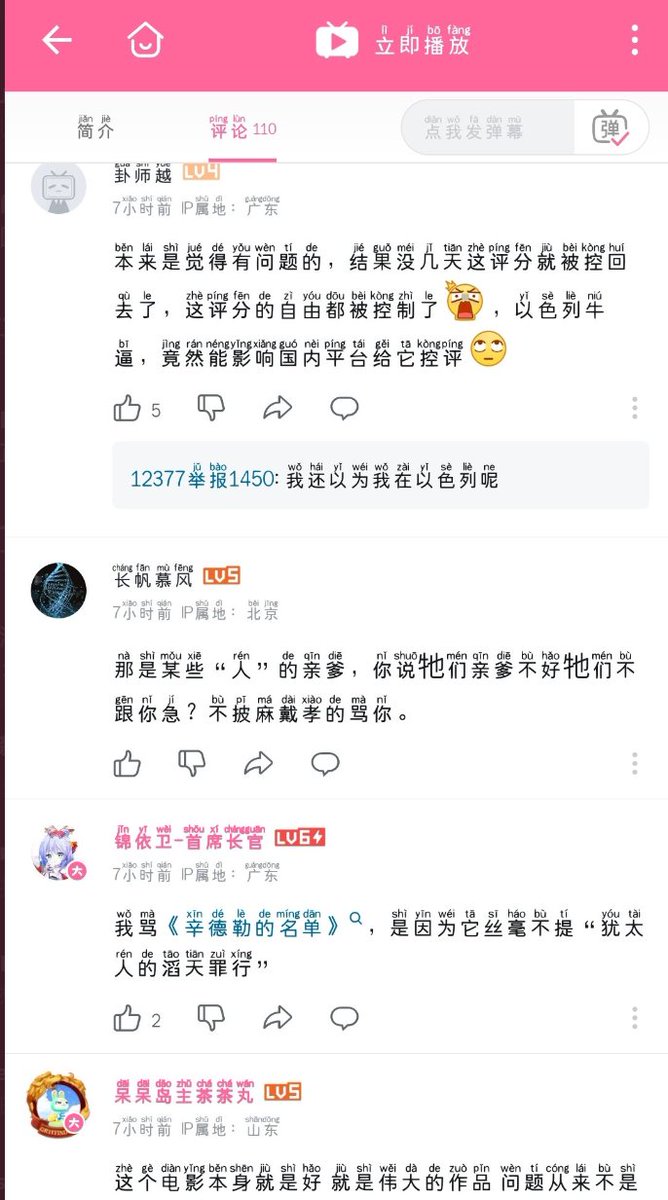 lì jí bō fàng
立即播放
jiǎn jiè
简介
píng lùn
评论 110
diǎn wǒ fā dàn mù
点我发弹幕
弹
guà shī yuè
卦师越 LV4
xiǎo shí qián shǔ dì guǎngdōng
7小时前 IP属地：广东
běn lái shì jué dé yǒu wèn tí de jié guǒ méi jǐ tiān zhè píng fēn jiù bèi kòng huí
本来是觉得有问题的，结果没几天这评分就被控回
qù le zhè píng fēn de zì yóu dōu bèi kòng zhì le yǐ sè liè niú
去了，这评分的自由都被控制了，以色列牛
bī jìng rán néng yǐng xiǎng guó nèi píng tái gěi tā kòng píng
逼，竟然能影响国内平台给它控评
5
jǔ bào wǒ hái yǐ wéi wǒ zài yǐ sè liè ne
12377举报1450: 我还以为我在以色列呢
cháng fān mù fēng
长帆慕风 LV5
xiǎo shí qián shǔ dì běi jīng
7小时前 IP属地：北京
nà shì mǒu xiē rén de qīn diē nǐ shuō mén qīn diē bù hǎo mén bù
那是某些“人”的亲爹，你说牠们亲爹不好牠们不
gēn nǐ jí bù pī má dài xiào de mà nǐ
跟你急？不披麻戴孝的骂你。
jǐn yī wèi shǒu xí chángguān
锦依卫-首席长官 LV6
大
xiǎo shí qián shǔ dì guǎngdōng
7小时前 IP属地：广东
wǒ mà xīn dé lè de míng dān shì yīn wéi tā sī háo bù tí yóu tài
我骂《辛德勒的名单》，是因为它丝毫不提“犹太
rén de tāo tiān zuì xíng
人的滔天罪行”
2
dāi dāi dǎo zhǔ chá chá wán
呆呆岛主茶茶丸 LV5
大
xiǎo shí qián shǔ dì shāndōng
7小时前 IP属地：山东
zhè gè diàn yǐng běn shēn jiù shì hǎo jiù shì wěi dà de zuò pǐn wèn tí cóng lái bù shì
这个电影本身就是好 就是伟大的作品 问题从来不是